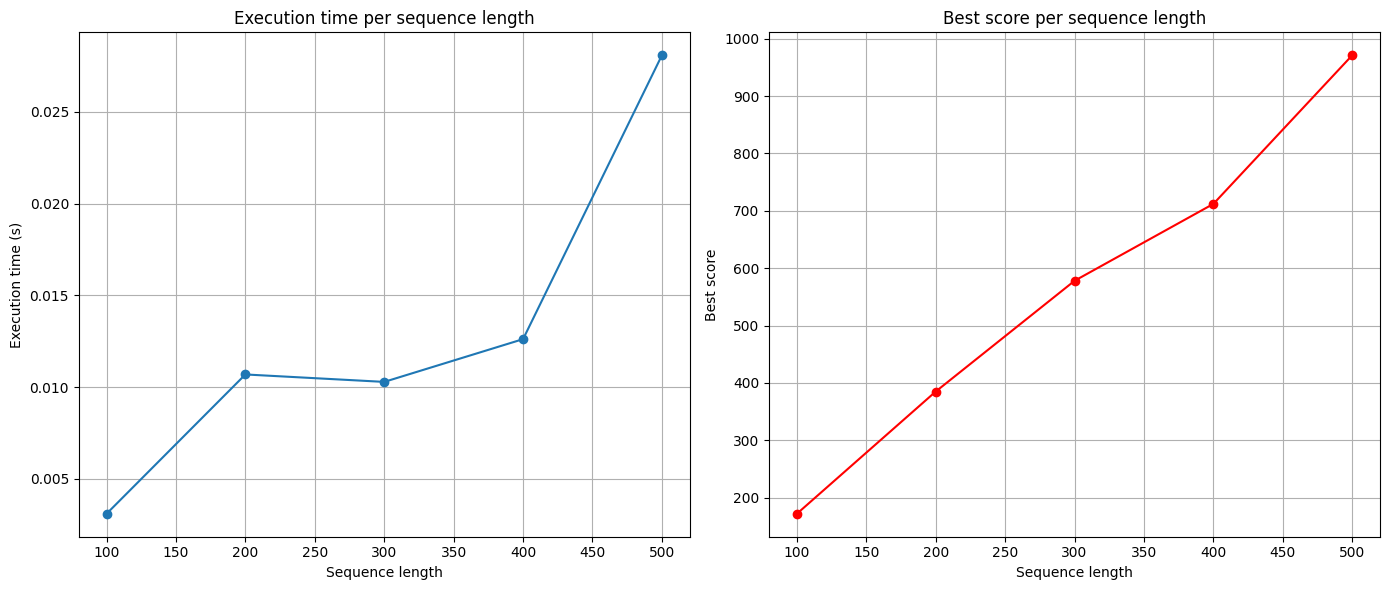 Execution time per sequence length
Execution time (s)
0.025
0.020
0.015
0.010
0.005
100 150 200 250 300 350 400 450 500
Sequence length
Best score per sequence length
Best score
1000
900
800
700
600
500
400
300
200
100 150 200 250 300 350 400 450 500
Sequence length